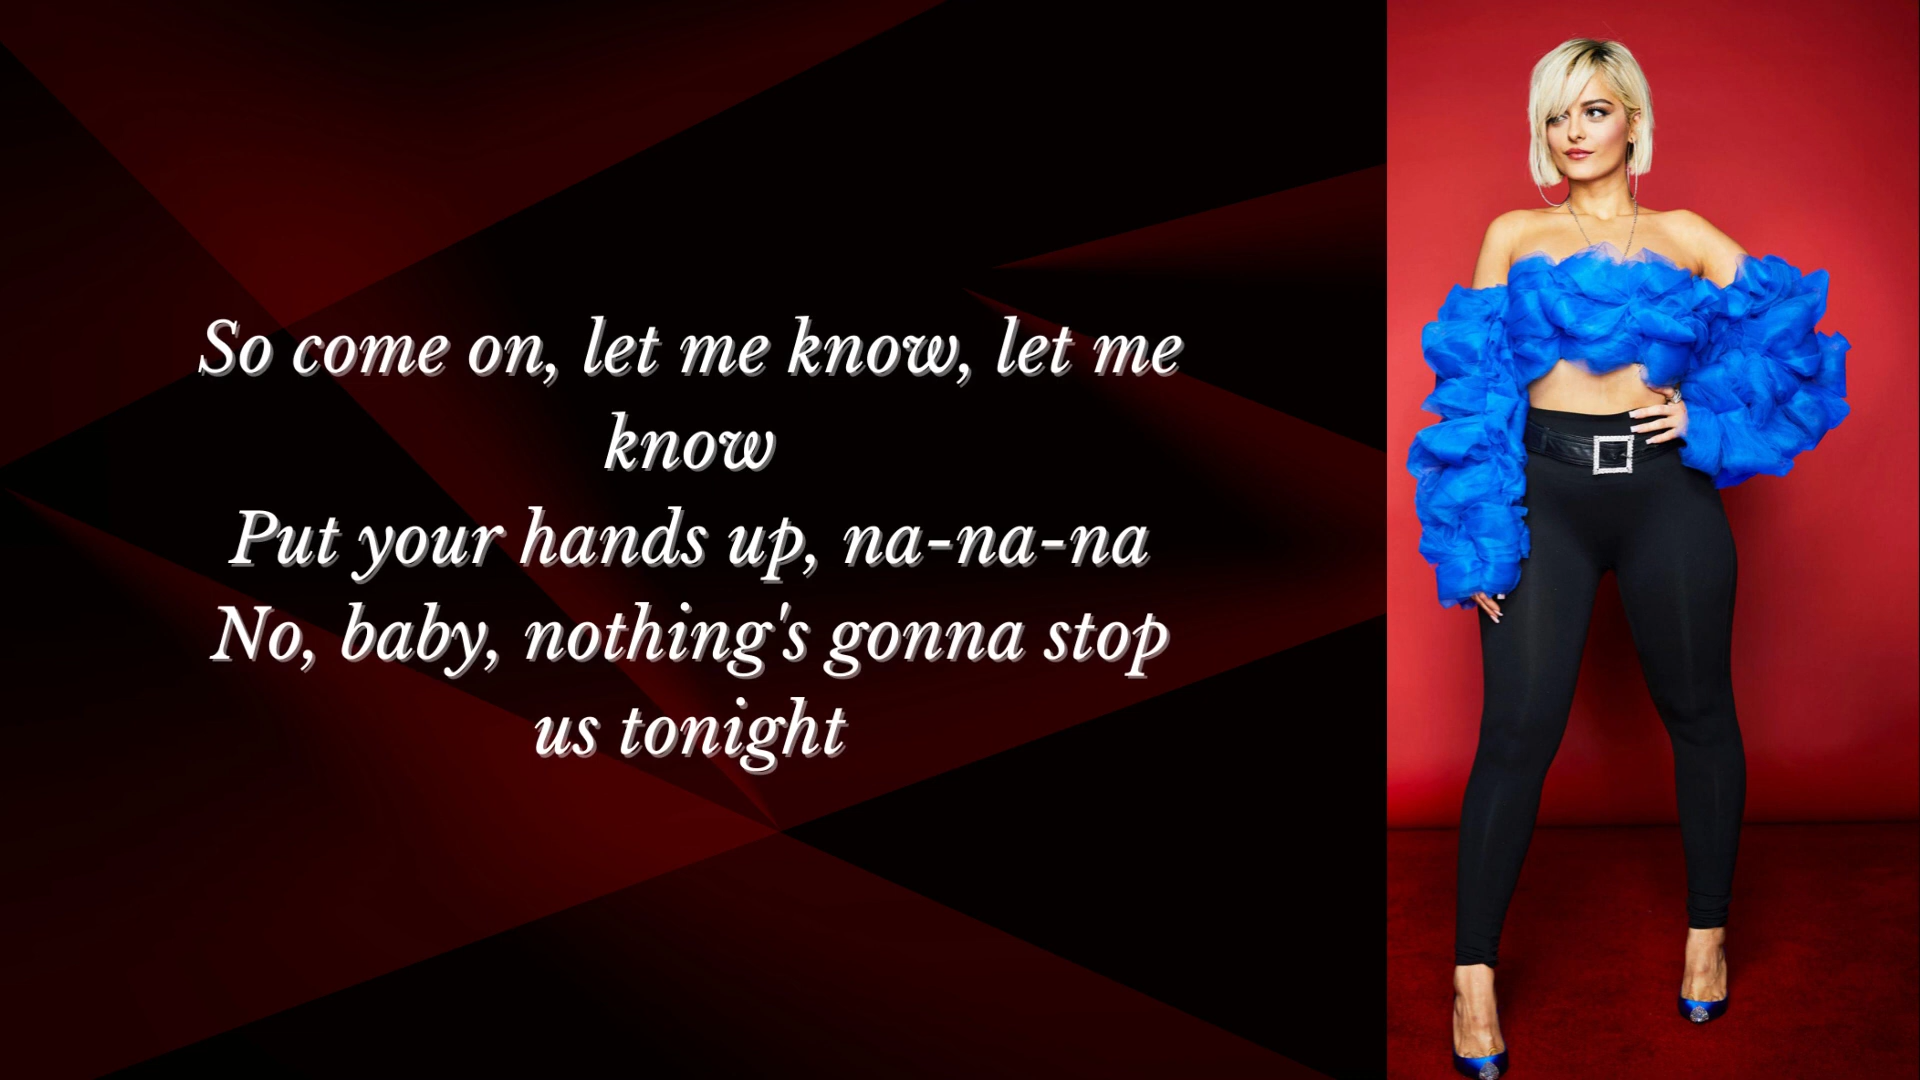 So come on, let me know, let me
know
Put your hands up, na-na-na
No, baby, nothing's gonna stop
us tonight